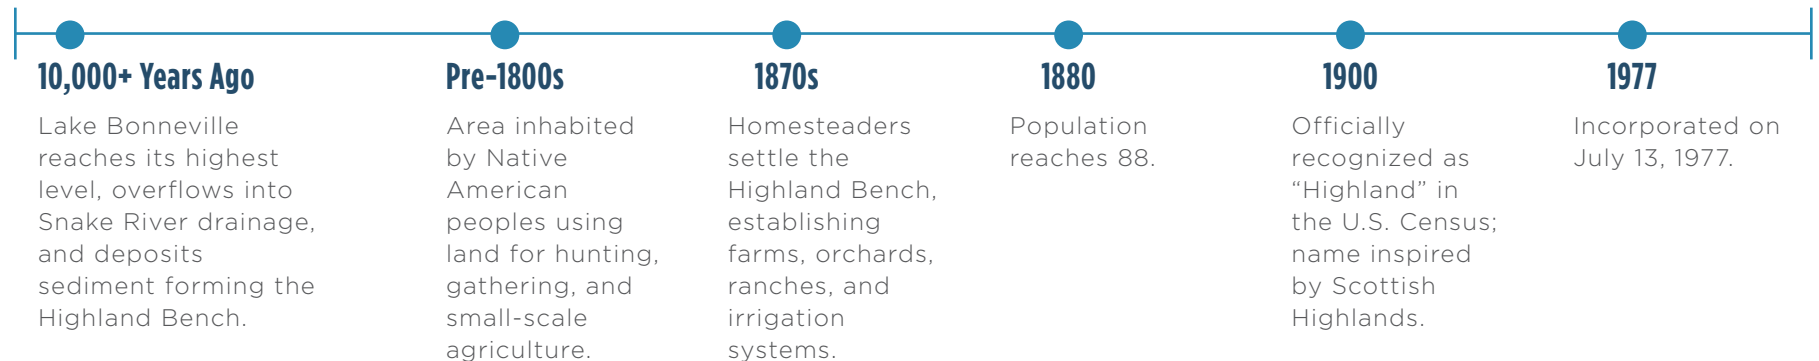 10,000+ Years Ago
Lake Bonneville
reaches its highest
level, overflows into
Snake River drainage,
and deposits
sediment forming the
Highland Bench.
Pre-1800s
Area inhabited
by Native
American
peoples using
land for hunting,
gathering, and
small-scale
agriculture.
1870s
Homesteaders
settle the
Highland Bench,
establishing
farms, orchards,
ranches, and
irrigation
systems.
1880
Population
reaches 88.
1900
Officially
recognized as
“Highland” in
the U.S. Census;
name inspired
by Scottish
Highlands.
1977
Incorporated on
July 13, 1977.